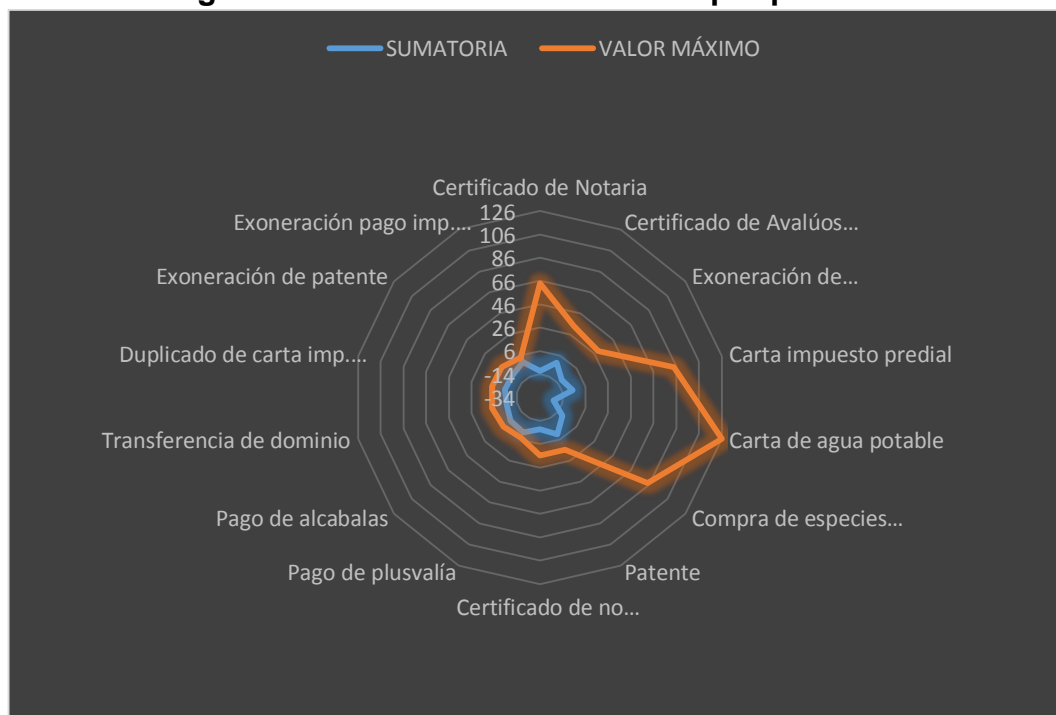 SUMATORIA VALOR MÁXIMO
Certificado de Notaria
126
Exoneración pago imp.... Certificado de Avalúos...
106
86
Exoneración de patente Exoneración de...
66
46
26
Duplicado de carta imp.... Carta impuesto predial
6
-14
-34
Transferencia de dominio Carta de agua potable
Pago de alcabalas Compra de especies...
Pago de plusvalía Patente
Certificado de no...